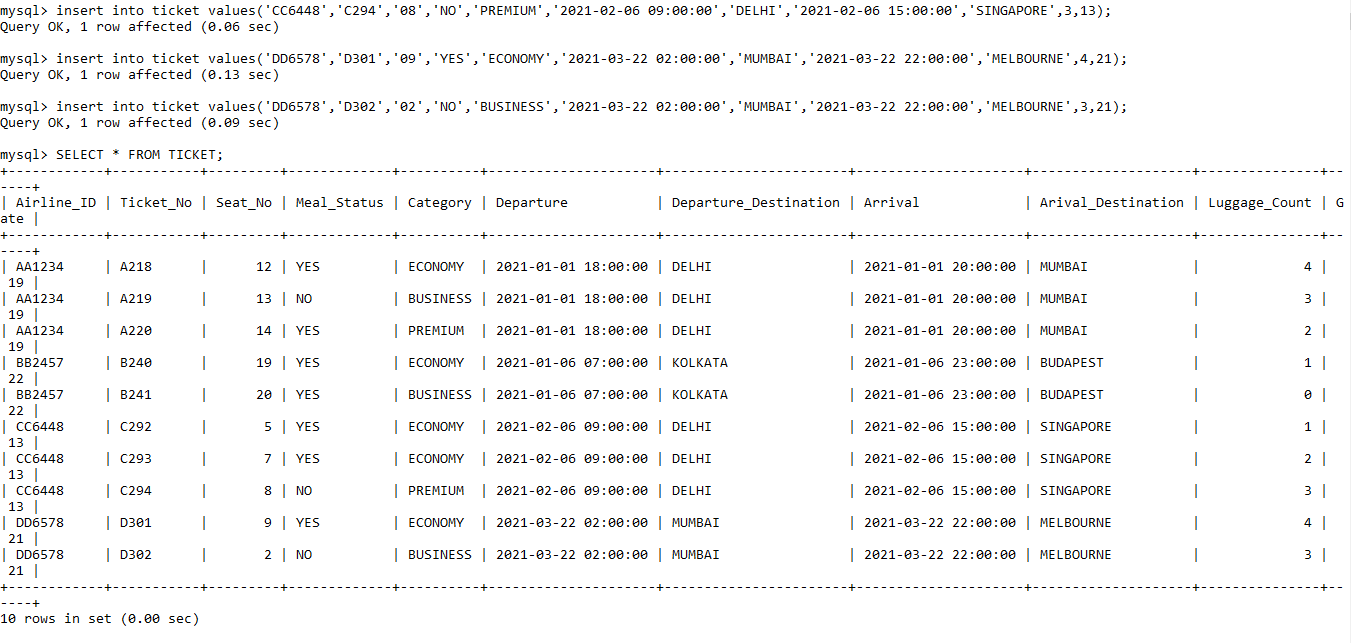 mysql> insert into ticket values('CC6448','C294','08','NO','PREMIUM','2021-02-06 09:00:00','DELHI','2021-02-06 15:00:00','SINGAPORE',3,13);
Query OK, 1 row affected (0.06 sec)

mysql> insert into ticket values('DD6578','D301','09','YES','ECONOMY','2021-03-22 02:00:00','MUMBAI','2021-03-22 22:00:00','MELBOURNE',4,21);
Query OK, 1 row affected (0.13 sec)

mysql> insert into ticket values('DD6578','D302','02','NO','BUSINESS','2021-03-22 02:00:00','MUMBAI','2021-03-22 22:00:00','MELBOURNE',3,21);
Query OK, 1 row affected (0.09 sec)

mysql> SELECT * FROM TICKET;
+------------+-----------+---------+-------------+----------+---------------------+-----------------------+---------------------+--------------------+---------------+--
----+
| Airline_ID | Ticket_No | Seat_No | Meal_Status | Category | Departure           | Departure_Destination | Arrival             | Arival_Destination | Luggage_Count | G
ate |
+------------+-----------+---------+-------------+----------+---------------------+-----------------------+---------------------+--------------------+---------------+--
----+
| AA1234     | A218      |      12 | YES         | ECONOMY  | 2021-01-01 18:00:00 | DELHI                 | 2021-01-01 20:00:00 | MUMBAI             |             4 |
 19 |
| AA1234     | A219      |      13 | NO          | BUSINESS | 2021-01-01 18:00:00 | DELHI                 | 2021-01-01 20:00:00 | MUMBAI             |             3 |
 19 |
| AA1234     | A220      |      14 | YES         | PREMIUM  | 2021-01-01 18:00:00 | DELHI                 | 2021-01-01 20:00:00 | MUMBAI             |             2 |
 19 |
| BB2457     | B240      |      19 | YES         | ECONOMY  | 2021-01-06 07:00:00 | KOLKATA               | 2021-01-06 23:00:00 | BUDAPEST           |             1 |
 22 |
| BB2457     | B241      |      20 | YES         | BUSINESS | 2021-01-06 07:00:00 | KOLKATA               | 2021-01-06 23:00:00 | BUDAPEST           |             0 |
 22 |
| CC6448     | C292      |       5 | YES         | ECONOMY  | 2021-02-06 09:00:00 | DELHI                 | 2021-02-06 15:00:00 | SINGAPORE          |             1 |
 13 |
| CC6448     | C293      |       7 | YES         | ECONOMY  | 2021-02-06 09:00:00 | DELHI                 | 2021-02-06 15:00:00 | SINGAPORE          |             2 |
 13 |
| CC6448     | C294      |       8 | NO          | PREMIUM  | 2021-02-06 09:00:00 | DELHI                 | 2021-02-06 15:00:00 | SINGAPORE          |             3 |
 13 |
| DD6578     | D301      |       9 | YES         | ECONOMY  | 2021-03-22 02:00:00 | MUMBAI                | 2021-03-22 22:00:00 | MELBOURNE          |             4 |
 21 |
| DD6578     | D302      |       2 | NO          | BUSINESS | 2021-03-22 02:00:00 | MUMBAI                | 2021-03-22 22:00:00 | MELBOURNE          |             3 |
 21 |
+------------+-----------+---------+-------------+----------+---------------------+-----------------------+---------------------+--------------------+---------------+--
----+
10 rows in set (0.00 sec)